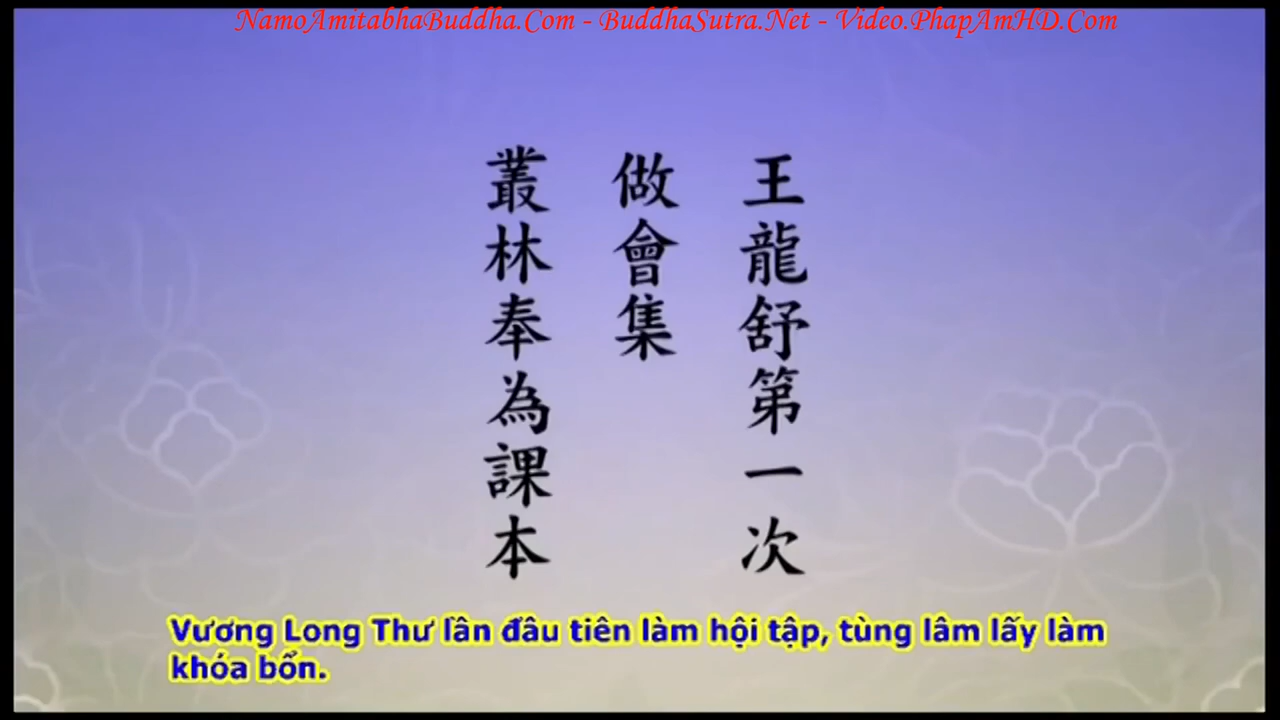 NamoAmitabhaBuddha.Com - BuddhaSutra.Net - Video.PhapAmHD.Com
王龍舒第一次
做會集
叢林奉為課本
Vương Long Thư lần đầu tiên làm hội tập, tùng lâm lấy làm
khóa bổn.